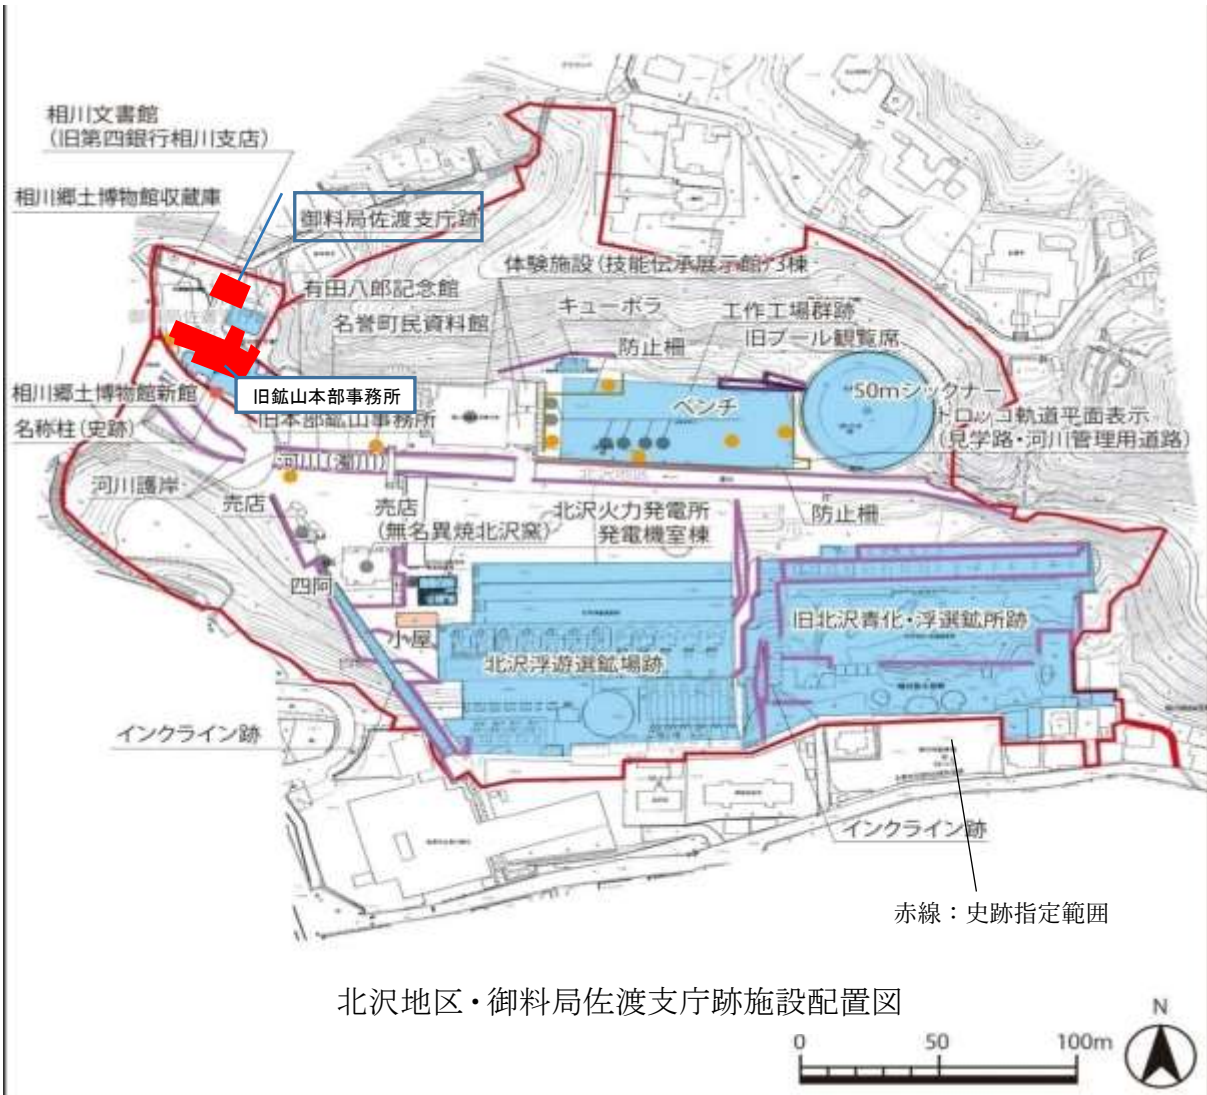 相川文書館
(旧第四銀行相川支店)
相川郷土博物館収蔵庫
御料局佐渡支庁跡
体験施設(技能伝承展示館)3棟
有田八郎記念館
キューポラ
工作工場群跡
名誉町民資料館
防止柵
旧プール観覧席
相川郷土博物館新館
旧鉱山本部事務所
ベンチ
50mシックナー
トロッコ軌道平面表示
(見学路・河川管理用道路)
名称柱(史跡)
旧本部鉱山事務所
河川(濁川)
北沢地区
河川護岸
売店
売店
(無名異焼北沢窯)
北沢火力発電所
発電機室棟
防止柵
四阿
小屋
北沢浮遊選鉱場跡
旧北沢青化・浮選鉱所跡
インクライン跡
インクライン跡
赤線：史跡指定範囲
北沢地区・御料局佐渡支庁跡施設配置図
0 50 100m
N